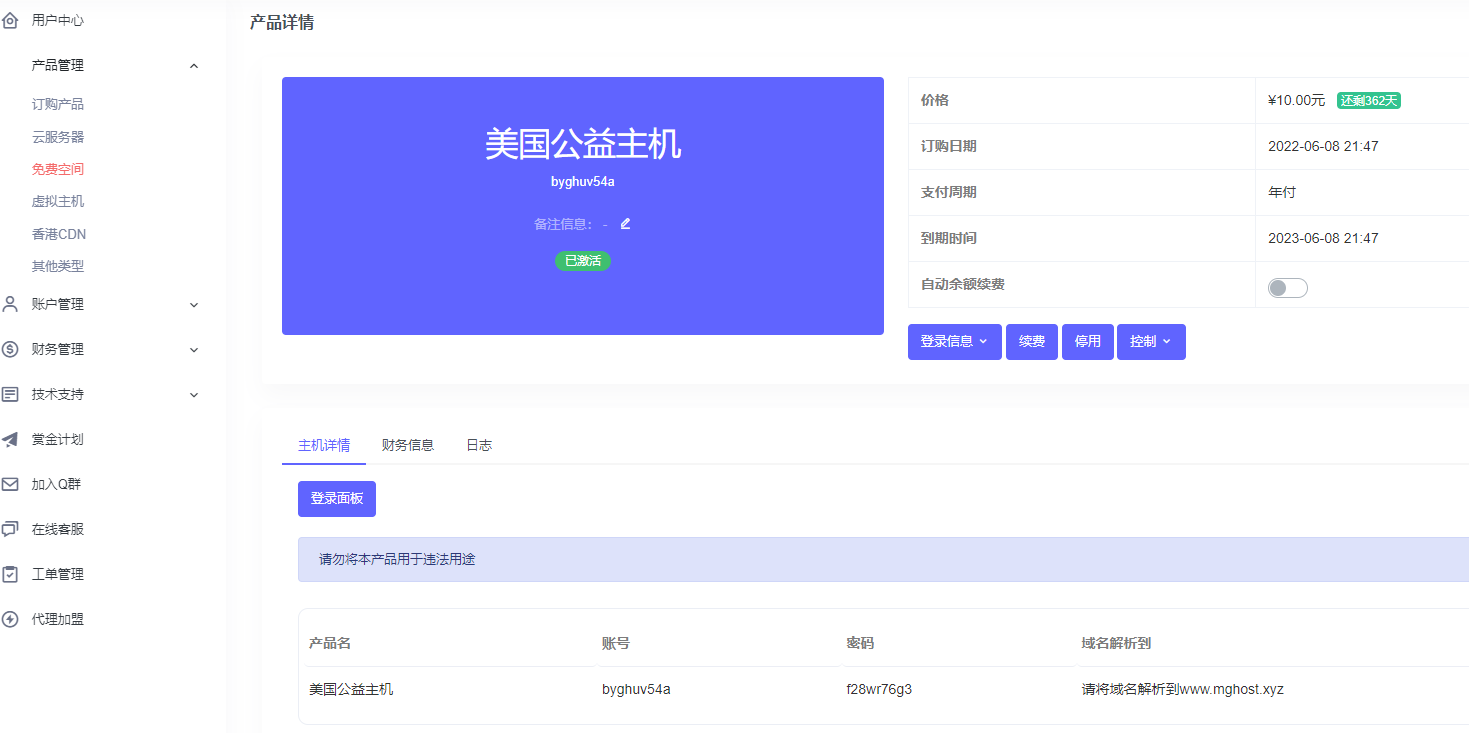 用户中心
产品管理
订购产品
云服务器
免费空间
虚拟主机
香港CDN
其他类型
账户管理
财务管理
技术支持
赏金计划
加入Q群
在线客服
工单管理
代理加盟
产品详情
美国公益主机
byghuv54a
备注信息： -
已激活
价格 ¥10.00元 还剩362天
订购日期 2022-06-08 21:47
支付周期 年付
到期时间 2023-06-08 21:47
自动余额续费
登录信息 续费 停用 控制
主机详情 财务信息 日志
登录面板
请勿将本产品用于违法用途
产品名 账号 密码 域名解析到
美国公益主机 byghuv54a f28wr76g3 请将域名解析到www.mghost.xyz